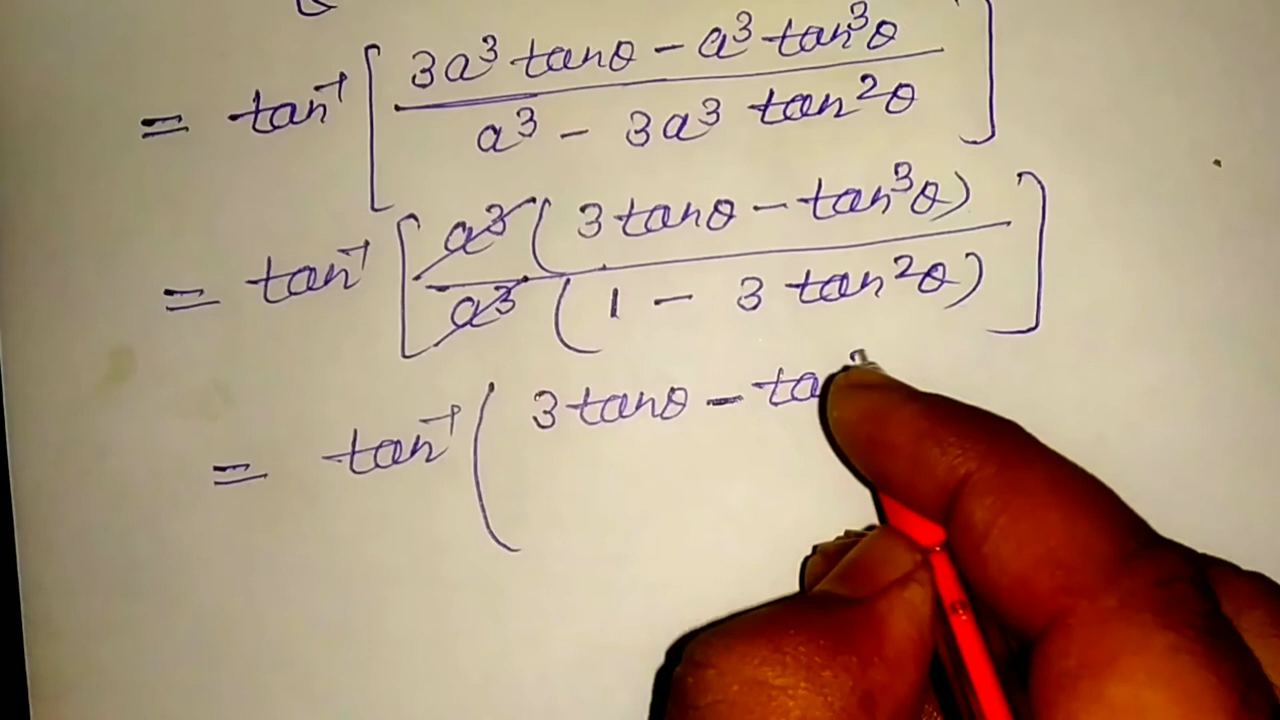 = tan⁻¹ [ (3a³ tanθ − a³ tan³θ) / (a³ − 3a³ tan²θ) ]
= tan⁻¹ [ a³ ( 3tanθ − tan³θ) / a³ ( 1 − 3 tan²θ) ]
= tan⁻¹ ( 3tanθ − ta